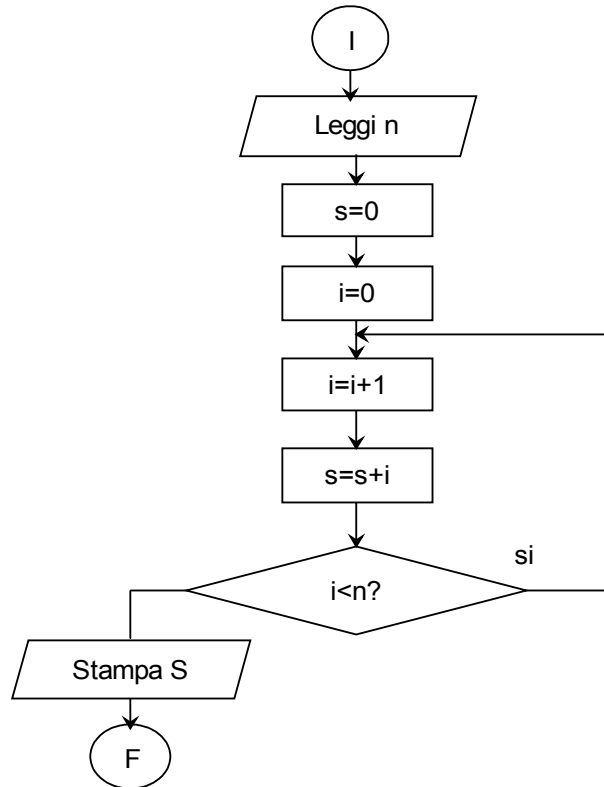 I
Leggi n
s=0
i=0
i=i+1
s=s+i
si
i<n?
Stampa S
F